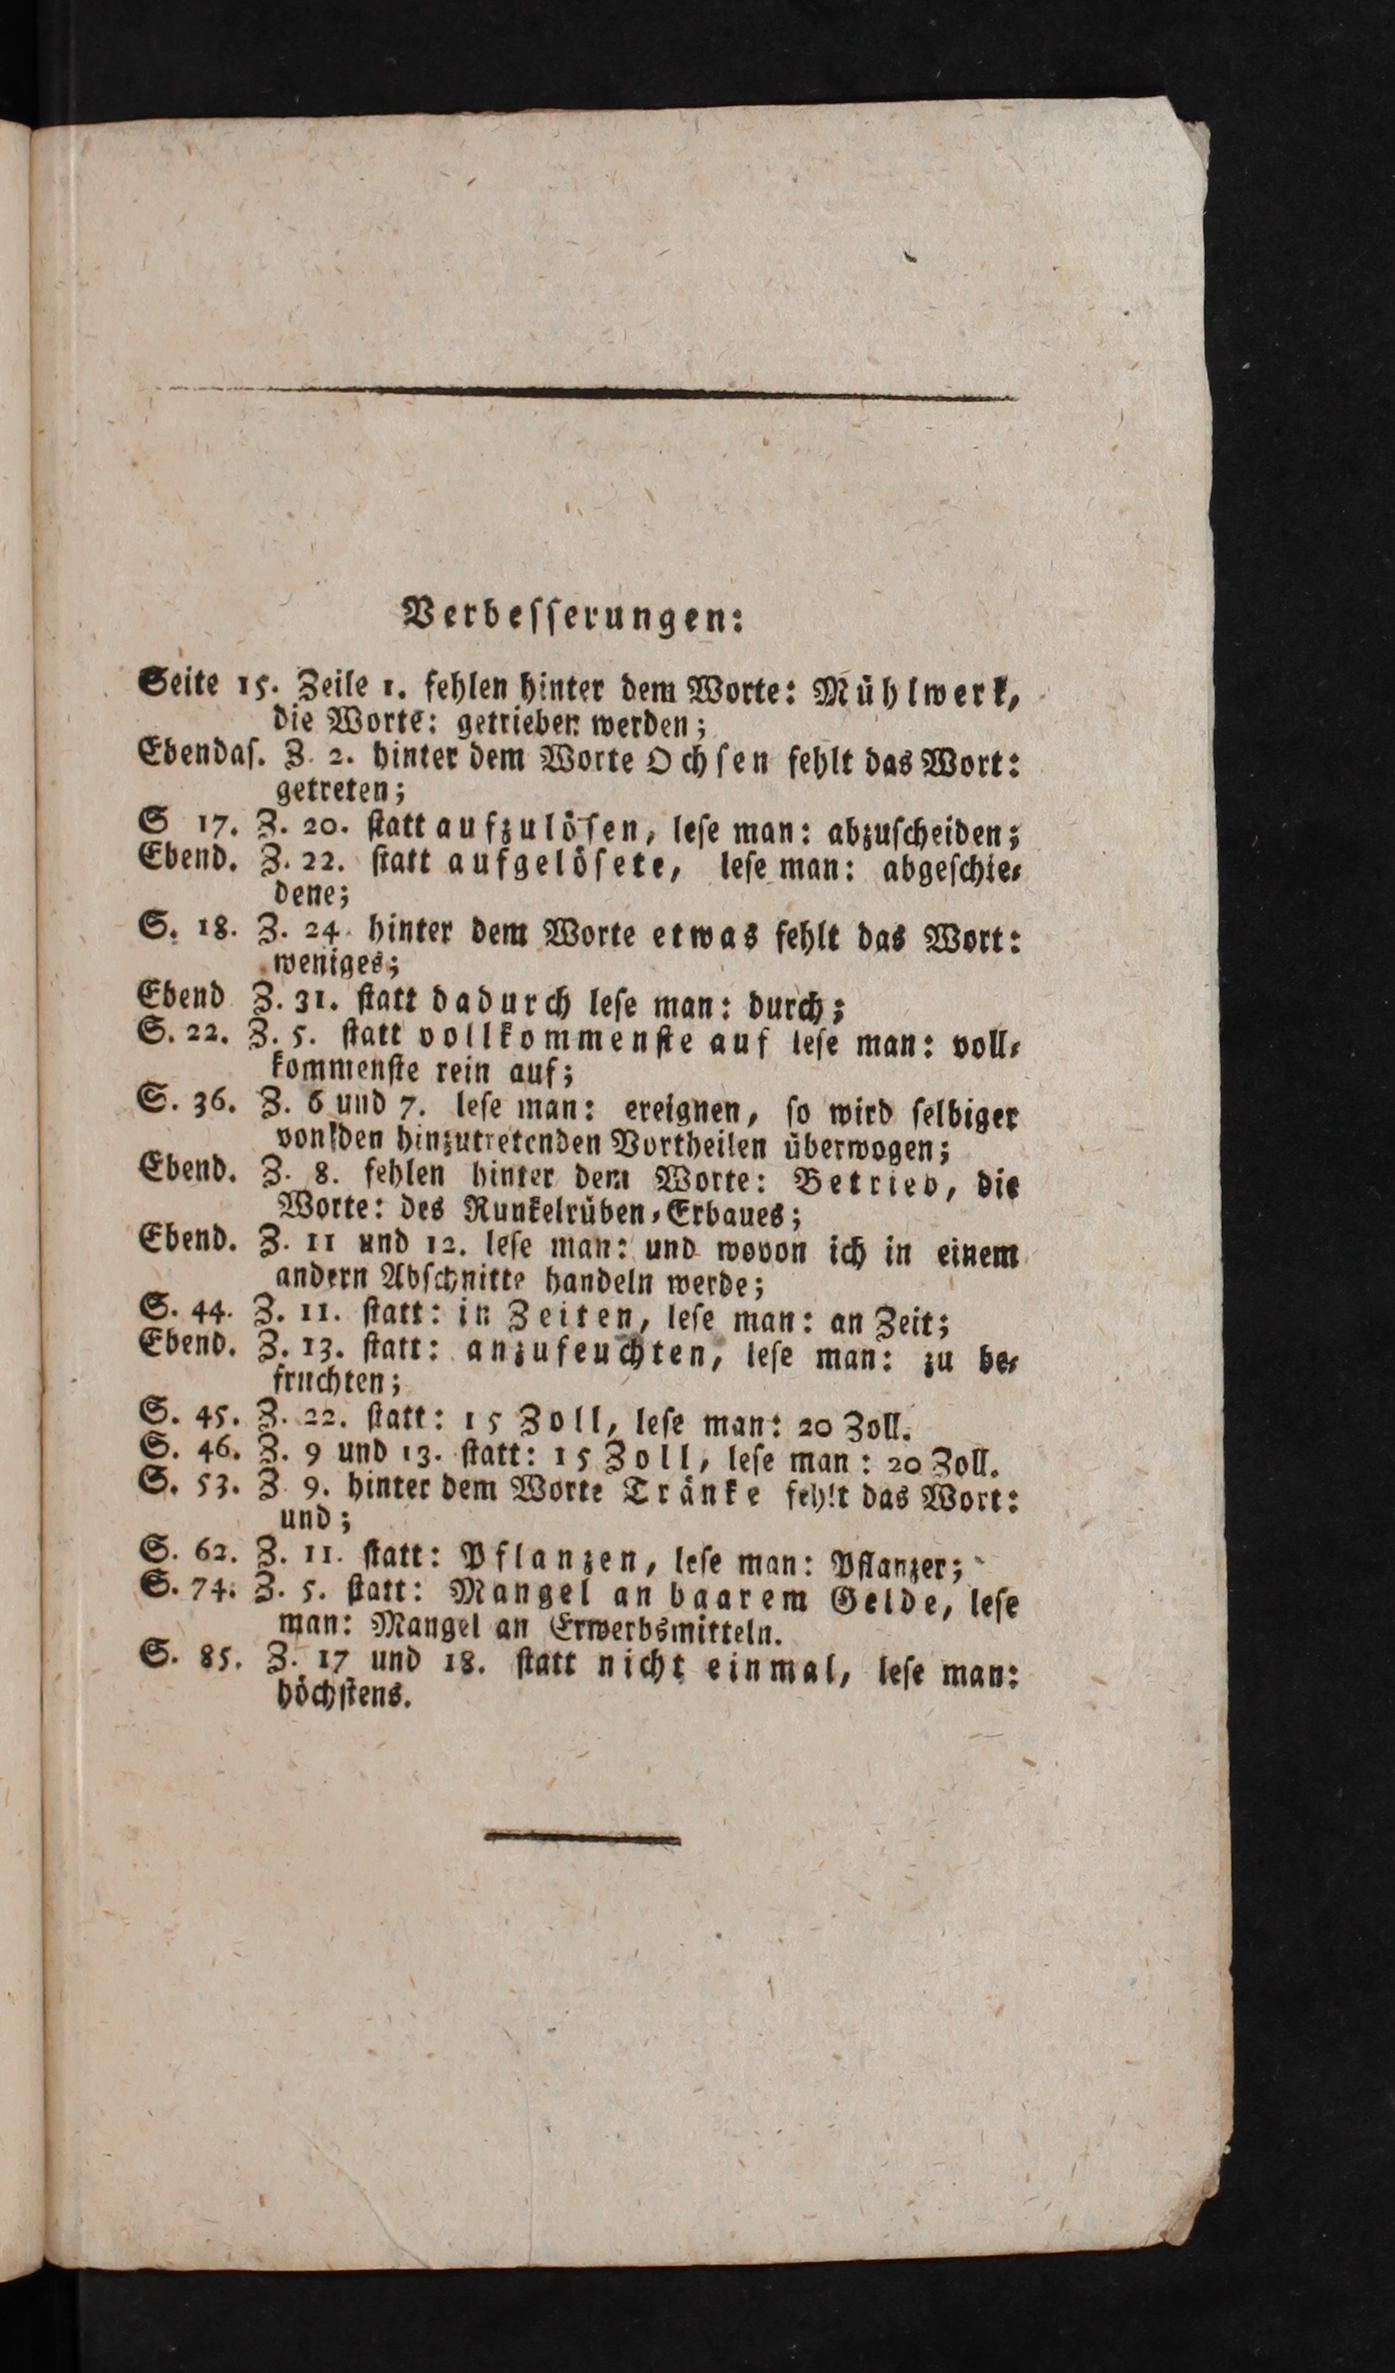 Verbesserungen:
Seite 15. Zeile 1. fehlen hinter dem Worte: Mühlwerk,
die Worte: getrieben werden;
Ebendas. Z. 2. hinter dem Worte Ochsen fehlt das Wort:
getreten;
S 17. Z. 20. statt aufzulösen, lese man: abzuscheiden;
Ebend. Z. 22. statt aufgelösete, lese man: abgeschie-
dene;
S. 18. Z. 24. hinter dem Worte etwas fehlt das Wort:
weniges;
Ebend Z. 31. statt dadurch lese man: durch;
S. 22. Z. 5. statt vollkommenste auf lese man: voll-
kommenste rein auf;
S. 36. Z. 6 und 7. lese man: ereignen, so wird selbiger
von den hinzutretenden Vortheilen überwogen;
Ebend. Z. 8. fehlen hinter dem Worte: Betrieb, die
Worte: des Runkelrüben-Erbaues;
Ebend. Z. 11 und 12. lese man: und wovon ich in einem
andern Abschnitte handeln werde;
S. 44. Z. 11. statt: in Zeiten, lese man: an Zeit;
Ebend. Z. 13. statt: anzufeuchten, lese man: zu be-
fruchten;
S. 45. Z. 22. statt: 15 Zoll, lese man: 20 Zoll.
S. 46. Z. 9 und 13. statt: 15 Zoll, lese man: 20 Zoll.
S. 53. Z 9. hinter dem Worte Tränke fehlt das Wort:
und;
S. 62. Z. 11. statt: Pflanzen, lese man: Pflanzer;
S. 74. Z. 5. statt: Mangel an baarem Gelde, lese
man: Mangel an Erwerbsmitteln.
S. 85. Z. 17 und 18. statt nicht einmal, lese man:
höchstens.